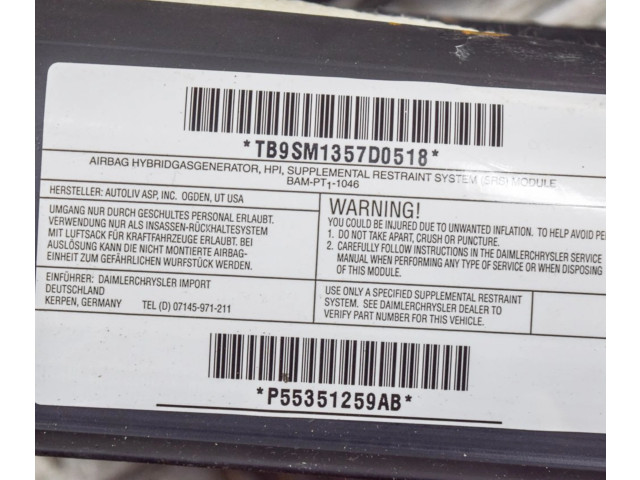 *TB9SM1357D0518*
AIRBAG HYBRIDGASGENERATOR, HPI, SUPPLEMENTAL RESTRAINT SYSTEM (SRS) MODULE
BAM-PT1-1046
HERSTELLER: AUTOLIV ASP, INC. OGDEN, UT USA
UMGANG NUR DURCH GESCHULTES PERSONAL ERLAUBT.
VERWENDUNG NUR ALS INSASSEN-RÜCKHALTESYSTEM
MIT LUFTSACK FÜR KRAFTFAHRZEUGE ERLAUBT. BEI
AUSLÖSUNG KANN DIE NICHT MONTIERTE AIRBAG-
EINHEIT ZUM GEFÄHRLICHEN WURFSTÜCK WERDEN.
EINFÜHRER: DAIMLERCHRYSLER IMPORT
DEUTSCHLAND
KERPEN, GERMANY TEL (D) 07145-971-211
WARNING!
YOU COULD BE INJURED DUE TO UNWANTED INFLATION. TO HELP AVOID
1. DO NOT TAKE APART, CRUSH OR PUNCTURE.
2. CAREFULLY FOLLOW INSTRUCTIONS IN THE DAIMLERCHRYSLER SERVICE
MANUAL WHEN PERFORMING ANY TYPE OF SERVICE OR WHEN DISPOSING
OF THIS MODULE.
USE ONLY A SPECIFIED SUPPLEMENTAL RESTRAINT
SYSTEM. SEE DAIMLERCHRYSLER DEALER TO
VERIFY PART NUMBER FOR THIS VEHICLE.
*P55351259AB*